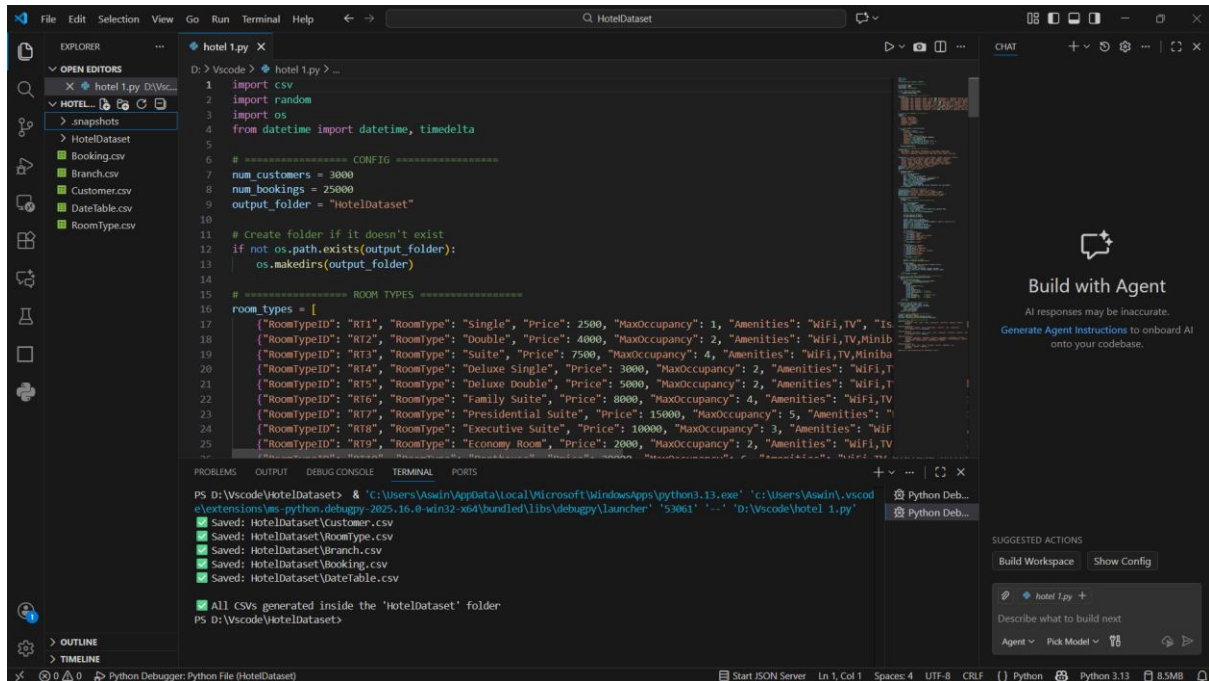 File Edit Selection View Go Run Terminal Help
HotelDataset
EXPLORER
OPEN EDITORS
hotel 1.py D:\Vsc...
HOTEL...
.snapshots
HotelDataset
Booking.csv
Branch.csv
Customer.csv
DateTable.csv
RoomType.csv
OUTLINE
TIMELINE
hotel 1.py
D: > Vscode > hotel 1.py > ...
1 import csv
2 import random
3 import os
4 from datetime import datetime, timedelta
5
6 # ================= CONFIG =================
7 num_customers = 3000
8 num_bookings = 25000
9 output_folder = "HotelDataset"
10
11 # Create folder if it doesn't exist
12 if not os.path.exists(output_folder):
13 os.makedirs(output_folder)
14
15 # ================= ROOM TYPES =================
16 room_types = [
17 {"RoomTypeID": "RT1", "RoomType": "Single", "Price": 2500, "MaxOccupancy": 1, "Amenities": "WiFi,TV", "Is
18 {"RoomTypeID": "RT2", "RoomType": "Double", "Price": 4000, "MaxOccupancy": 2, "Amenities": "WiFi,TV,Minib
19 {"RoomTypeID": "RT3", "RoomType": "Suite", "Price": 7500, "MaxOccupancy": 4, "Amenities": "WiFi,TV,Miniba
20 {"RoomTypeID": "RT4", "RoomType": "Deluxe Single", "Price": 3000, "MaxOccupancy": 2, "Amenities": "WiFi,T
21 {"RoomTypeID": "RT5", "RoomType": "Deluxe Double", "Price": 5000, "MaxOccupancy": 2, "Amenities": "WiFi,T
22 {"RoomTypeID": "RT6", "RoomType": "Family Suite", "Price": 8000, "MaxOccupancy": 4, "Amenities": "WiFi,TV
23 {"RoomTypeID": "RT7", "RoomType": "Presidential Suite", "Price": 15000, "MaxOccupancy": 5, "Amenities": "
24 {"RoomTypeID": "RT8", "RoomType": "Executive Suite", "Price": 10000, "MaxOccupancy": 3, "Amenities": "WiF
25 {"RoomTypeID": "RT9", "RoomType": "Economy Room", "Price": 2000, "MaxOccupancy": 2, "Amenities": "WiFi,TV
PROBLEMS OUTPUT DEBUG CONSOLE TERMINAL PORTS
PS D:\Vscode\HotelDataset> & 'C:\Users\Aswin\AppData\Local\Microsoft\WindowsApps\python3.13.exe' 'c:\Users\Aswin\.vscod
e\extensions\ms-python.debugpy-2025.16.0-win32-x64\bundled\libs\debugpy\launcher' '53061' '--' 'D:\Vscode\hotel 1.py'
✅ Saved: HotelDataset\Customer.csv
✅ Saved: HotelDataset\RoomType.csv
✅ Saved: HotelDataset\Branch.csv
✅ Saved: HotelDataset\Booking.csv
✅ Saved: HotelDataset\DateTable.csv
✅ All CSVs generated inside the 'HotelDataset' folder
PS D:\Vscode\HotelDataset>
Python Deb...
Python Deb...
CHAT
Build with Agent
AI responses may be inaccurate.
Generate Agent Instructions to onboard AI
onto your codebase.
SUGGESTED ACTIONS
Build Workspace Show Config
hotel 1.py +
Describe what to build next
Agent Pick Model
0 0 0 Python Debugger: Python File (HotelDataset)
Start JSON Server Ln 1, Col 1 Spaces: 4 UTF-8 CRLF {} Python Python 3.13 8.5MB